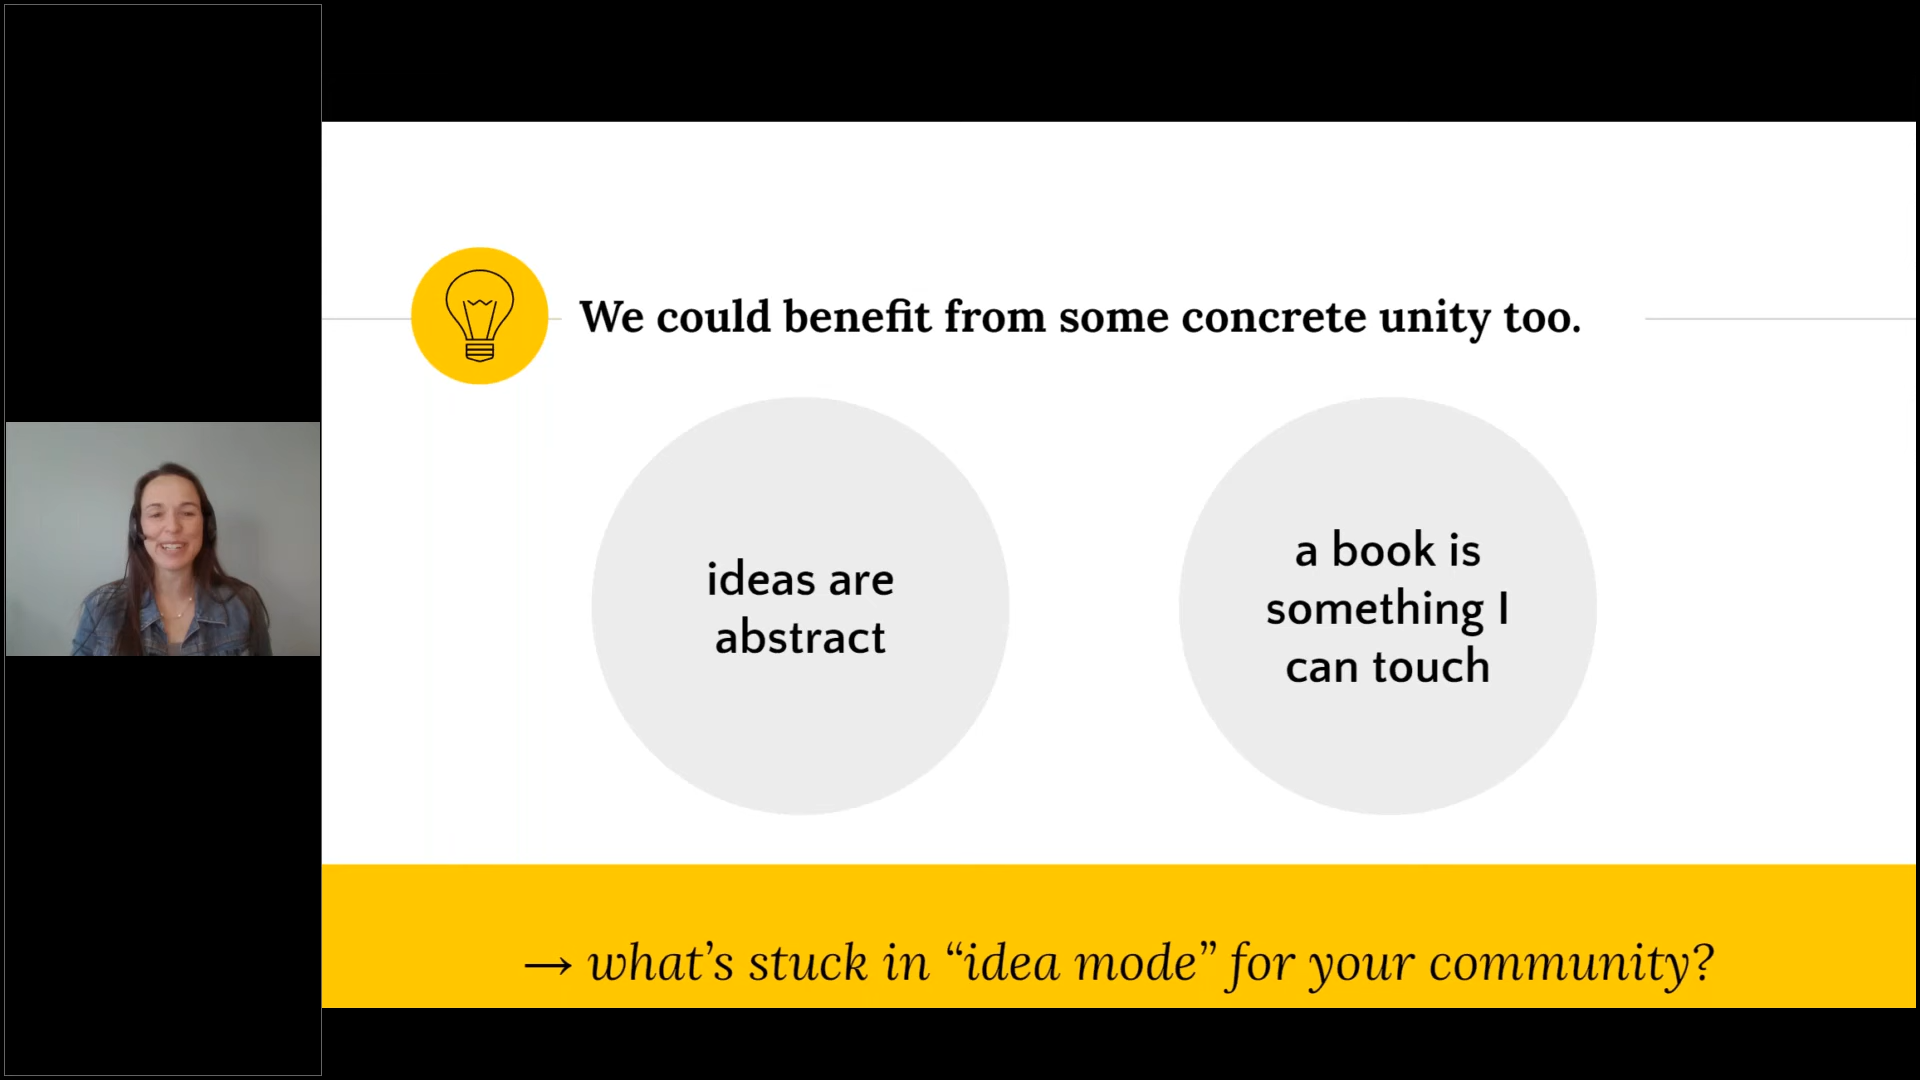 We could benefit from some concrete unity too.
ideas are
abstract
a book is
something I
can touch
→ what’s stuck in “idea mode” for your community?